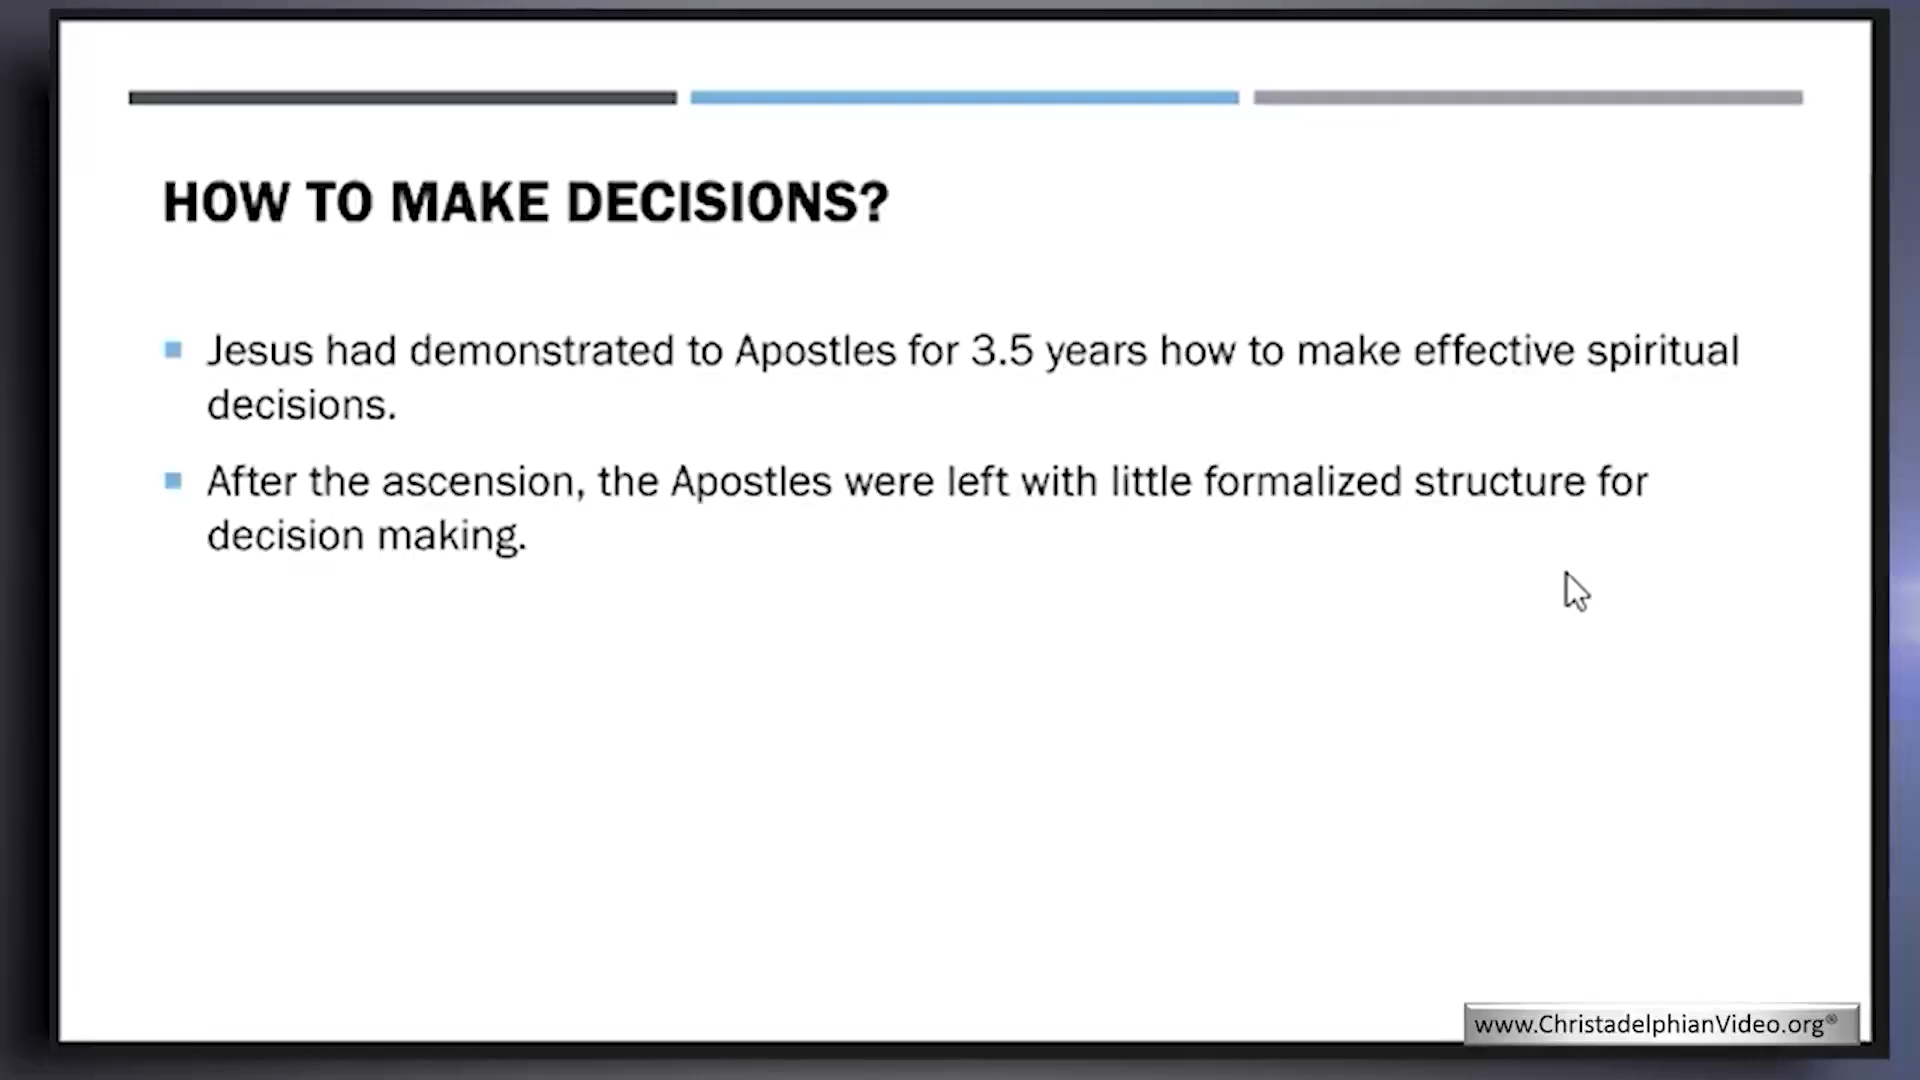 HOW TO MAKE DECISIONS?
Jesus had demonstrated to Apostles for 3.5 years how to make effective spiritual
decisions.
After the ascension, the Apostles were left with little formalized structure for
decision making.
www.ChristadelphianVideo.org®